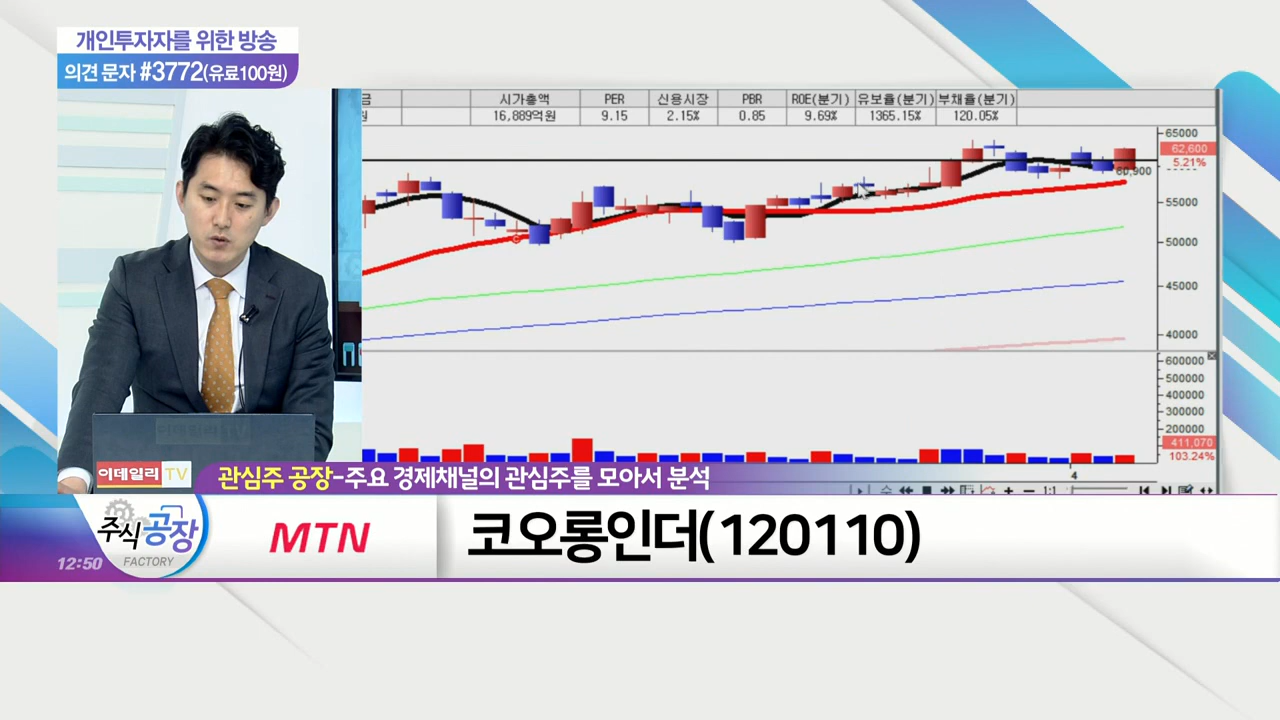 개인투자자를 위한 방송
의견 문자 #3772(유료100원)
시가총액 PER 신용시장 PBR ROE(분기) 유보율(분기) 부채율(분기)
16,889억원 9.15 2.15% 0.85 9.69% 1365.15% 120.05%
65000
62,600
5.21%
60,900
55000
50000
45000
40000
600000
500000
400000
300000
200000
411,070
103.24%
4
1:1
이데일리 TV
관심주 공장-주요 경제채널의 관심주를 모아서 분석
주식공장
FACTORY
12:50
MTN
코오롱인더(120110)